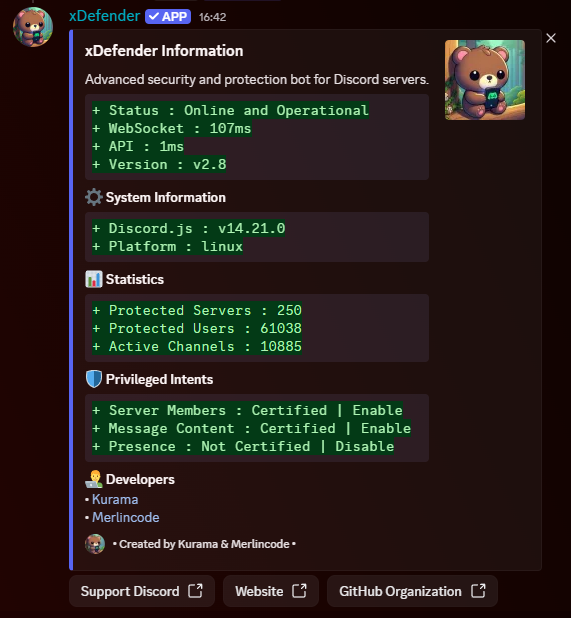 xDefender ✓ APP 16:42
xDefender Information
Advanced security and protection bot for Discord servers.
+ Status : Online and Operational
+ WebSocket : 107ms
+ API : 1ms
+ Version : v2.8
System Information
+ Discord.js : v14.21.0
+ Platform : linux
Statistics
+ Protected Servers : 250
+ Protected Users : 61038
+ Active Channels : 10885
Privileged Intents
+ Server Members : Certified | Enable
+ Message Content : Certified | Enable
+ Presence : Not Certified | Disable
Developers
• Kurama
• Merlincode
• Created by Kurama & Merlincode •
Support Discord Website GitHub Organization